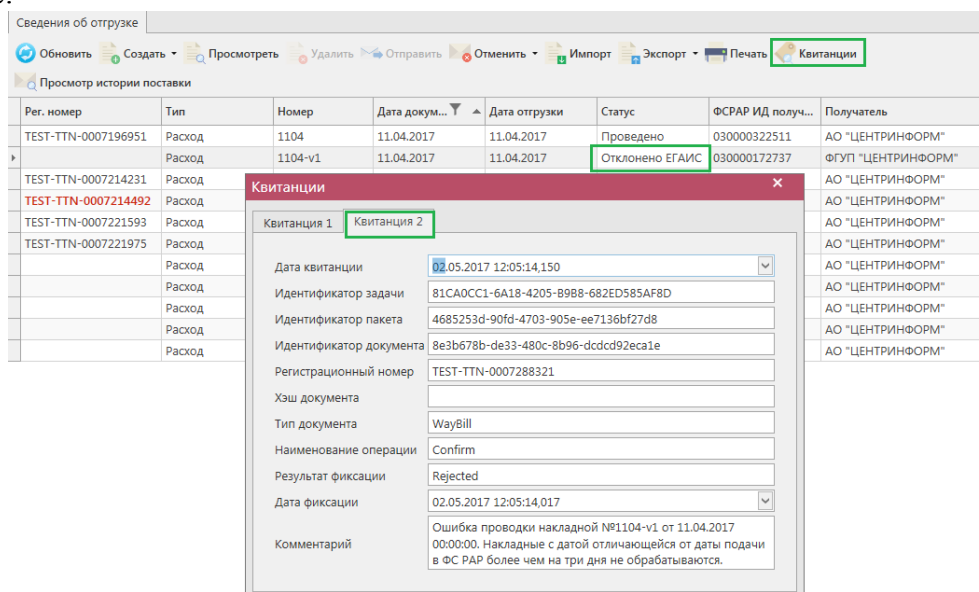 Сведения об отгрузке
Обновить Создать Просмотреть Удалить Отправить Отменить Импорт Экспорт Печать Квитанции
Просмотр истории поставки
Рег. номер Тип Номер Дата докум... Дата отгрузки Статус ФСРАР ИД получ... Получатель
TEST-TTN-0007196951 Расход 1104 11.04.2017 11.04.2017 Проведено 030000322511 АО "ЦЕНТРИНФОРМ"
Расход 1104-v1 11.04.2017 11.04.2017 Отклонено ЕГАИС 030000172737 ФГУП "ЦЕНТРИНФОРМ"
TEST-TTN-0007214231 Расход АО "ЦЕНТРИНФОРМ"
TEST-TTN-0007214492 Расход АО "ЦЕНТРИНФОРМ"
TEST-TTN-0007221593 Расход АО "ЦЕНТРИНФОРМ"
TEST-TTN-0007221975 Расход АО "ЦЕНТРИНФОРМ"
Расход АО "ЦЕНТРИНФОРМ"
Расход АО "ЦЕНТРИНФОРМ"
Расход АО "ЦЕНТРИНФОРМ"
Расход АО "ЦЕНТРИНФОРМ"
Расход АО "ЦЕНТРИНФОРМ"
Квитанции
Квитанция 1 Квитанция 2
Дата квитанции 02.05.2017 12:05:14,150
Идентификатор задачи 81CA0CC1-6A18-4205-B9B8-682ED585AF8D
Идентификатор пакета 4685253d-90fd-4703-905e-ee7136bf27d8
Идентификатор документа 8e3b678b-de33-480c-8b96-dcdcd92eca1e
Регистрационный номер TEST-TTN-0007288321
Хэш документа
Тип документа WayBill
Наименование операции Confirm
Результат фиксации Rejected
Дата фиксации 02.05.2017 12:05:14,017
Комментарий
Ошибка проводки накладной №1104-v1 от 11.04.2017
00:00:00. Накладные с датой отличающейся от даты подачи
в ФС РАР более чем на три дня не обрабатываются.